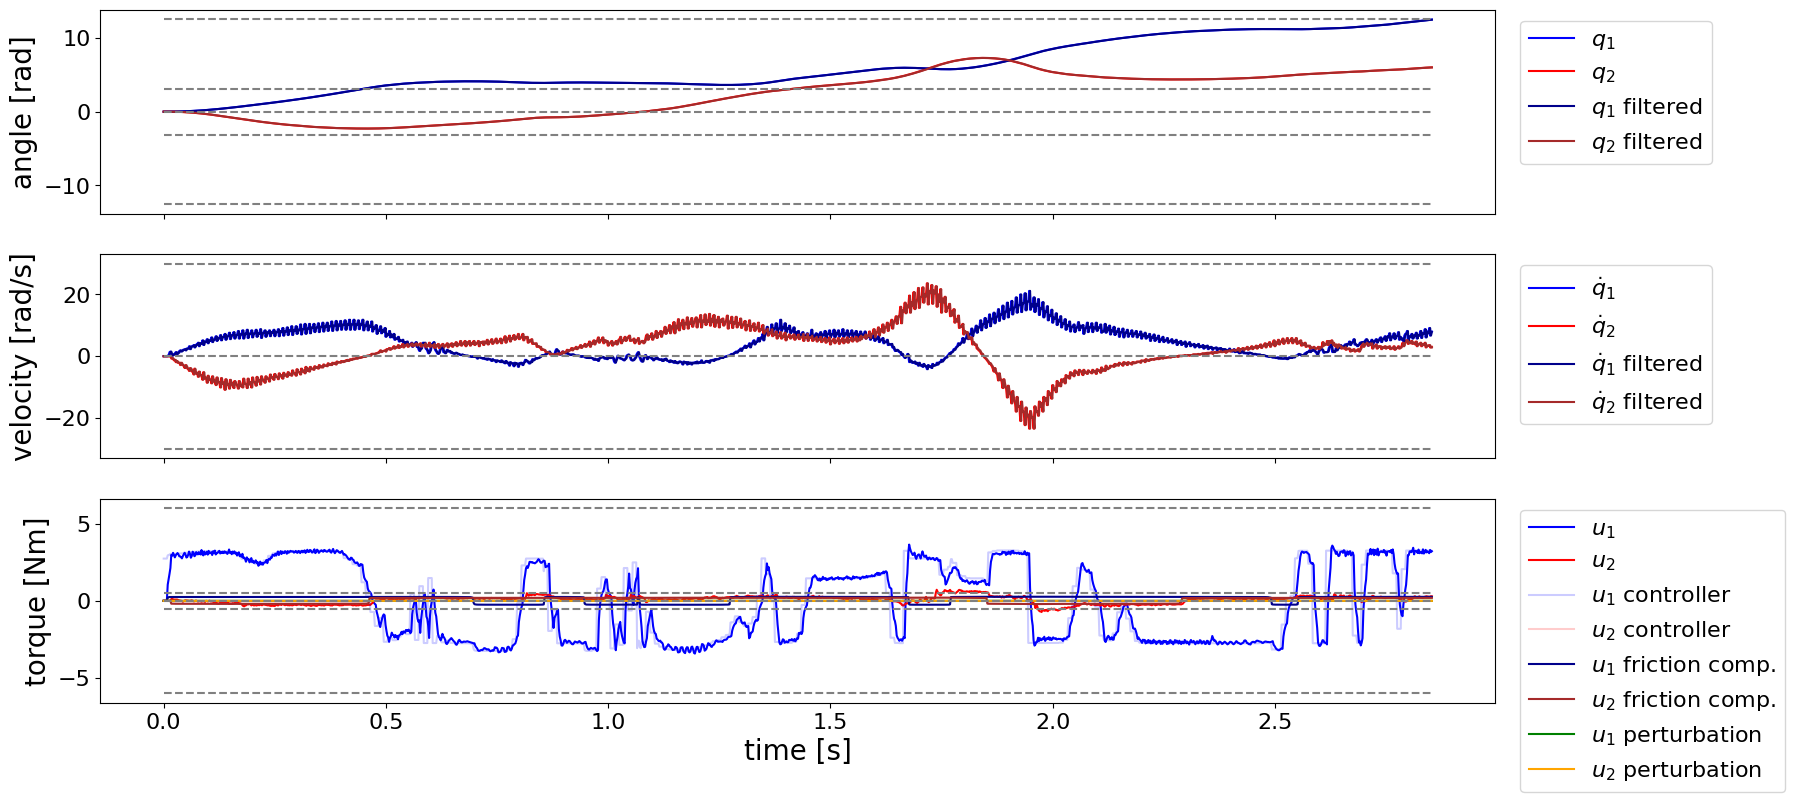 angle [rad]
10
0
−10
q₁
q₂
q₁ filtered
q₂ filtered
velocity [rad/s]
20
0
−20
q̇₁
q̇₂
q̇₁ filtered
q̇₂ filtered
torque [Nm]
5
0
−5
0.0 0.5 1.0 1.5 2.0 2.5
time [s]
u₁
u₂
u₁ controller
u₂ controller
u₁ friction comp.
u₂ friction comp.
u₁ perturbation
u₂ perturbation